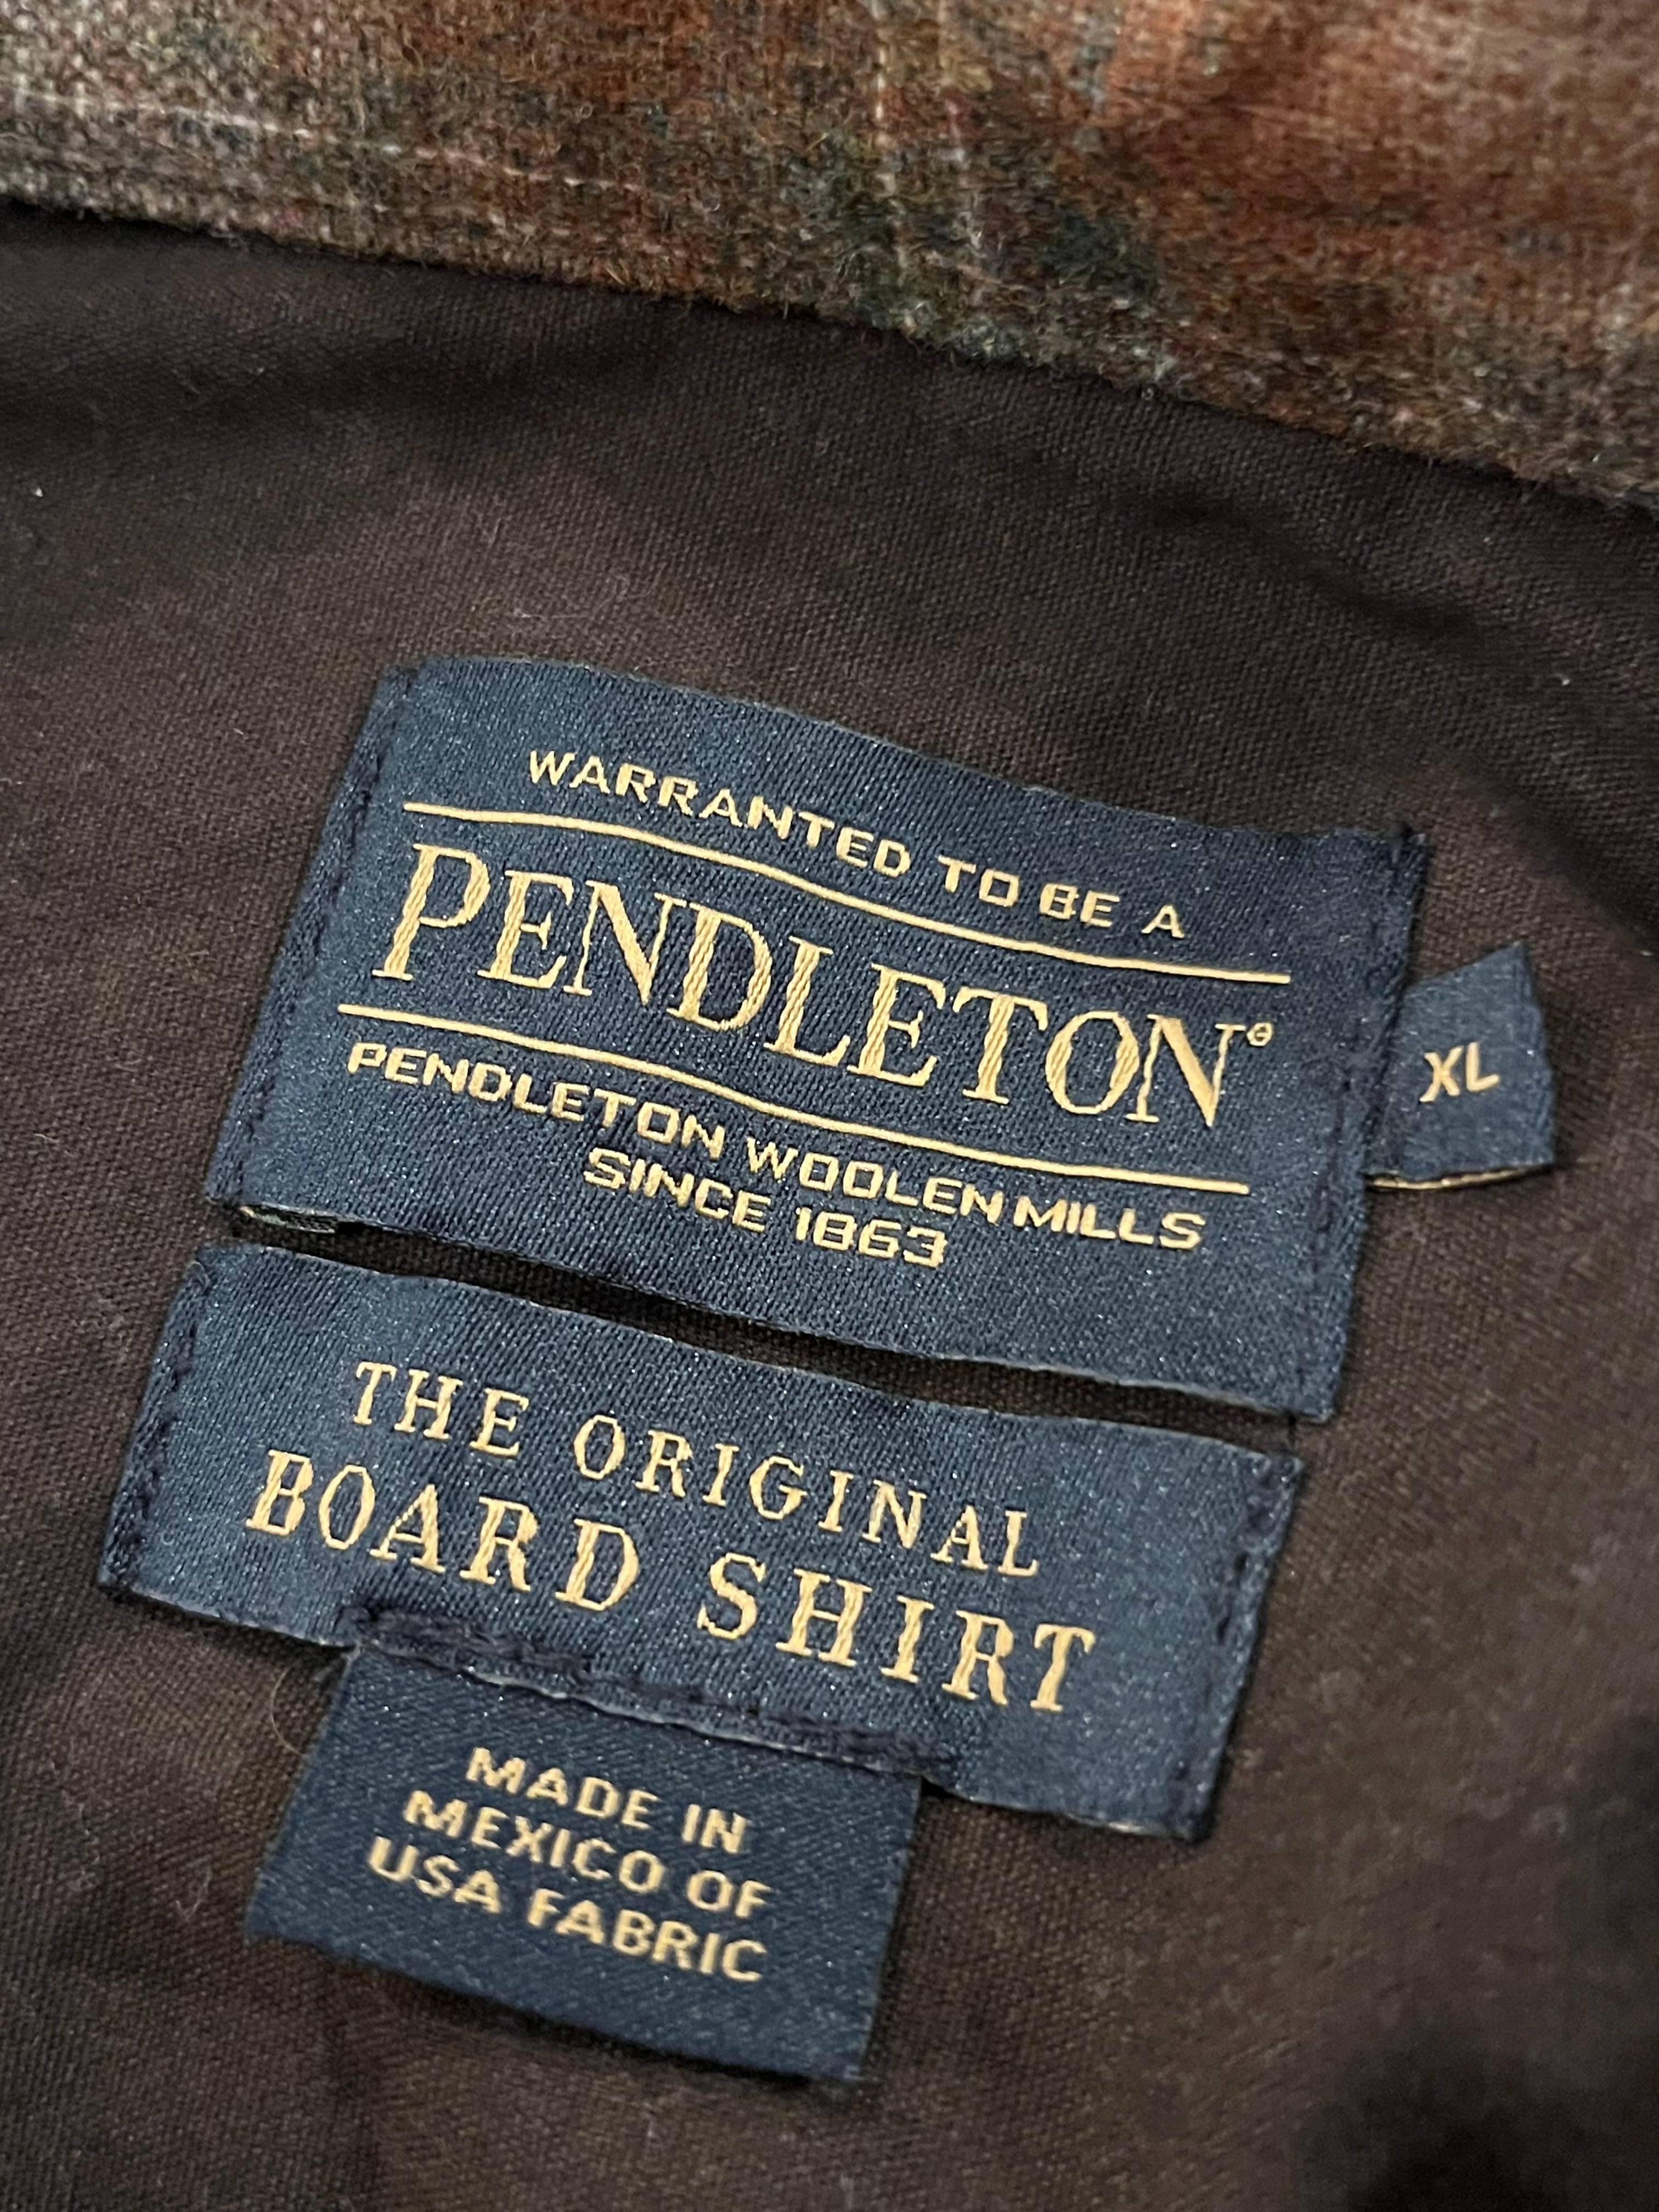 WARRANTED TO BE A
PENDLETON®
PENDLETON WOOLEN MILLS
SINCE 1863
XL
THE ORIGINAL
BOARD SHIRT
MADE IN
MEXICO OF
USA FABRIC